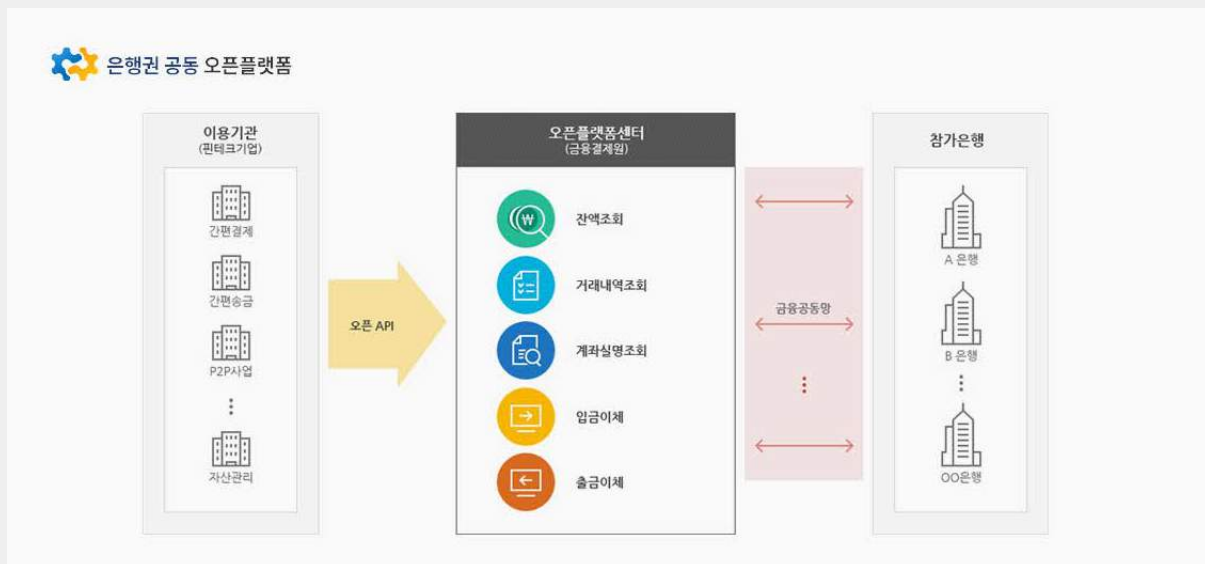 은행권 공동 오픈플랫폼
이용기관
(핀테크기업)
간편결제
간편송금
P2P사업
자산관리
오픈 API
오픈플랫폼센터
(금융결제원)
잔액조회
거래내역조회
계좌실명조회
입금이체
출금이체
금융공동망
참가은행
A 은행
B 은행
OO은행